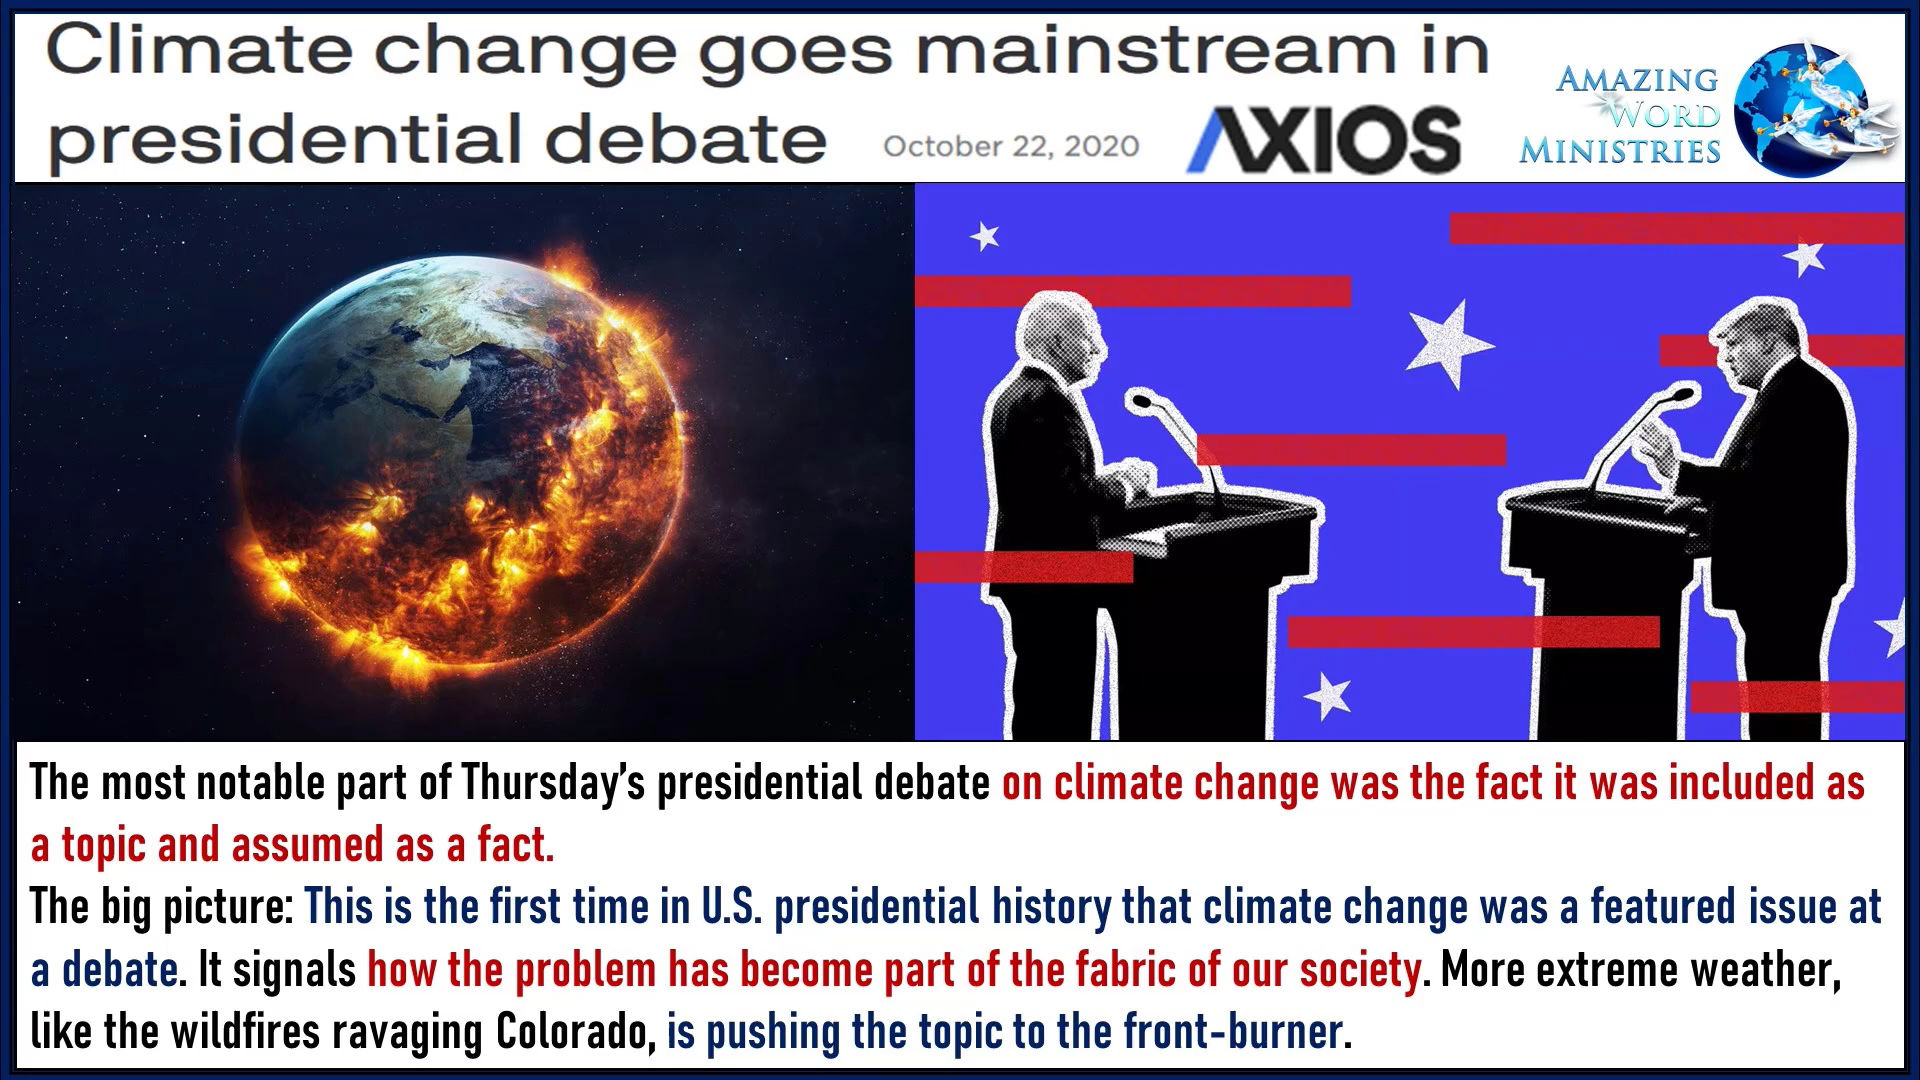 Climate change goes mainstream in
presidential debate
October 22, 2020
AXIOS
AMAZING
WORD
MINISTRIES
The most notable part of Thursday's presidential debate on climate change was the fact it was included as
a topic and assumed as a fact.
The big picture: This is the first time in U.S. presidential history that climate change was a featured issue at
a debate. It signals how the problem has become part of the fabric of our society. More extreme weather,
like the wildfires ravaging Colorado, is pushing the topic to the front-burner.